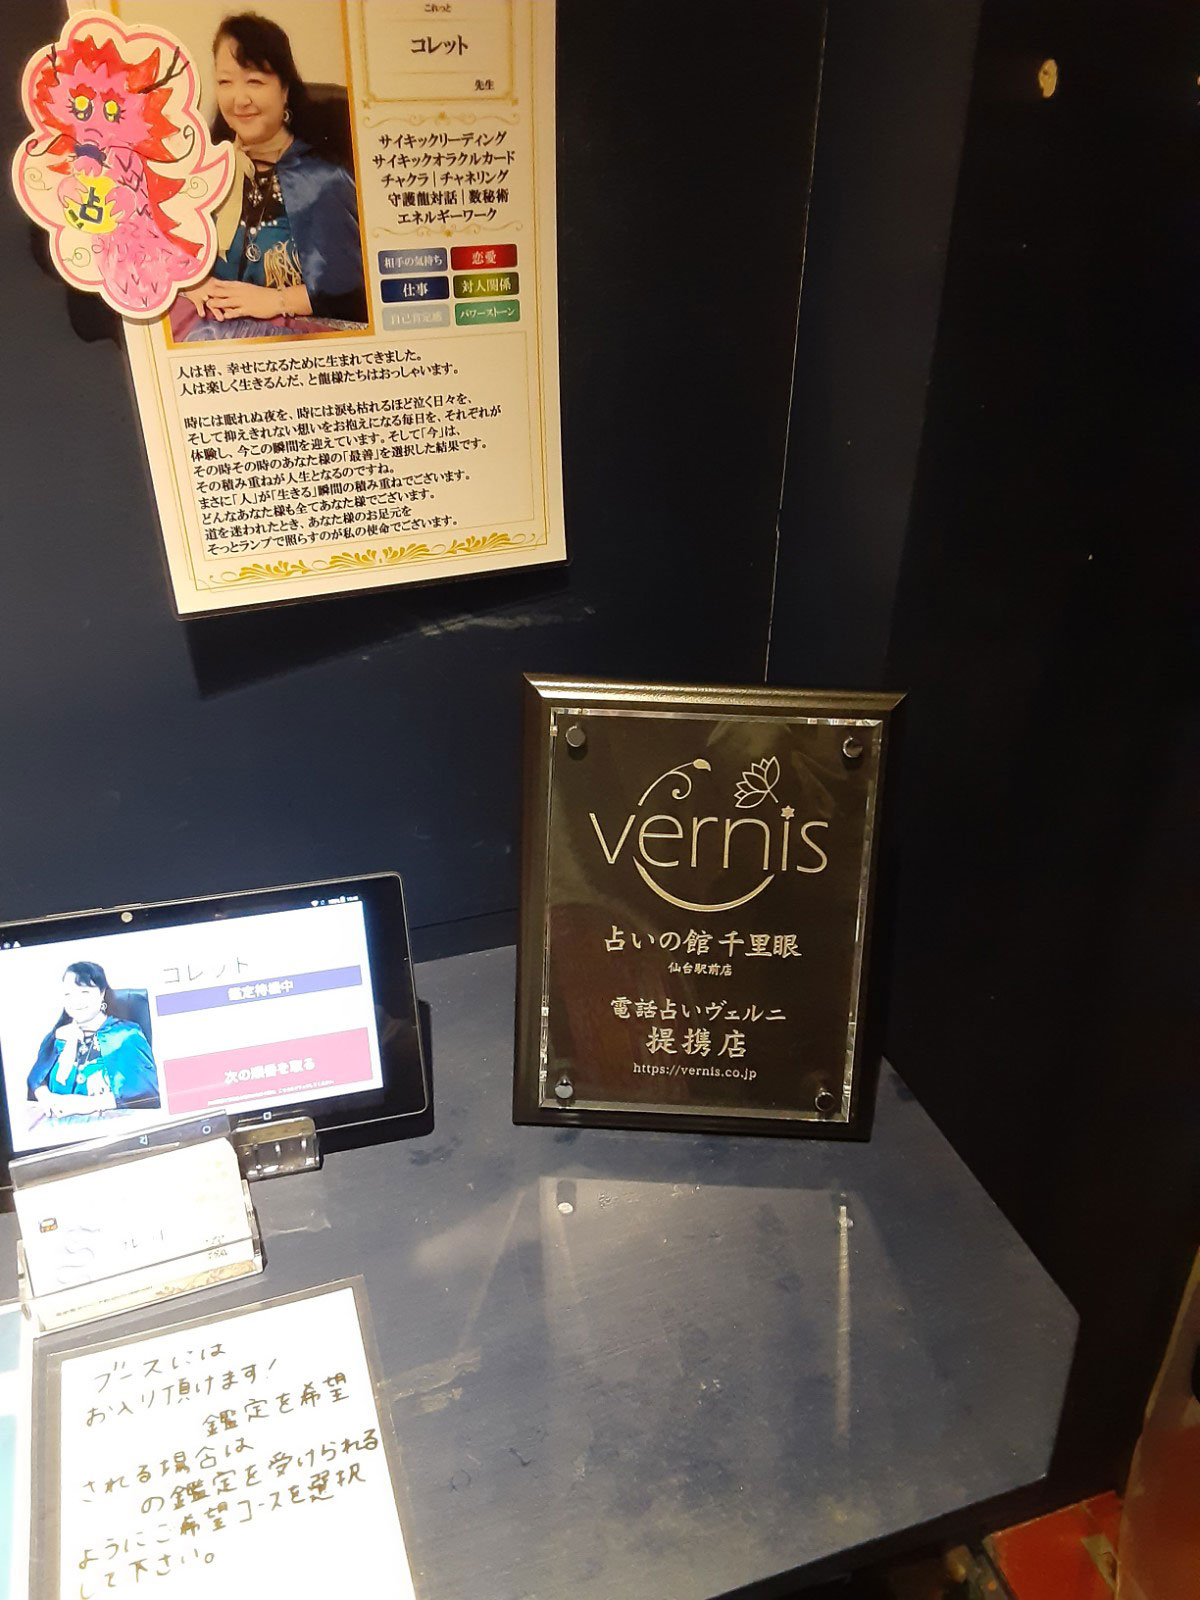 これっと
コレット
先生
サイキックリーディング
サイキックオラクルカード
チャクラ | チャネリング
守護龍対話 | 数秘術
エネルギーワーク
相手の気持ち
恋愛
仕事
対人関係
自己肯定感
パワーストーン
占
人は皆、幸せになるために生まれてきました。
人は楽しく生きるんだ、と龍様たちはおっしゃいます。
時には眠れぬ夜を、時には涙も枯れるほど泣く日々を、
そして抑えきれない想いをお抱えになる毎日を、それぞれが
体験し、今この瞬間を迎えています。そして「今」は、
その時その時のあなた様の「最善」を選択した結果です。
その積み重ねが人生となるのですね。
まさに「人」が「生きる」瞬間の積み重ねでございます。
どんなあなた様も全てあなた様でございます。
道を迷われたとき、あなた様のお足元を
そっとランプで照らすのが私の使命でございます。
vernis
占いの館 千里眼
仙台駅前店
電話占いヴェルニ
提携店
https://vernis.co.jp
コレット
鑑定待機中
次の順番を取る
ブースには
お入り頂けます!
鑑定を希望
される場合は
の鑑定を受けられる
ようにご希望コースを選択
して下さい。